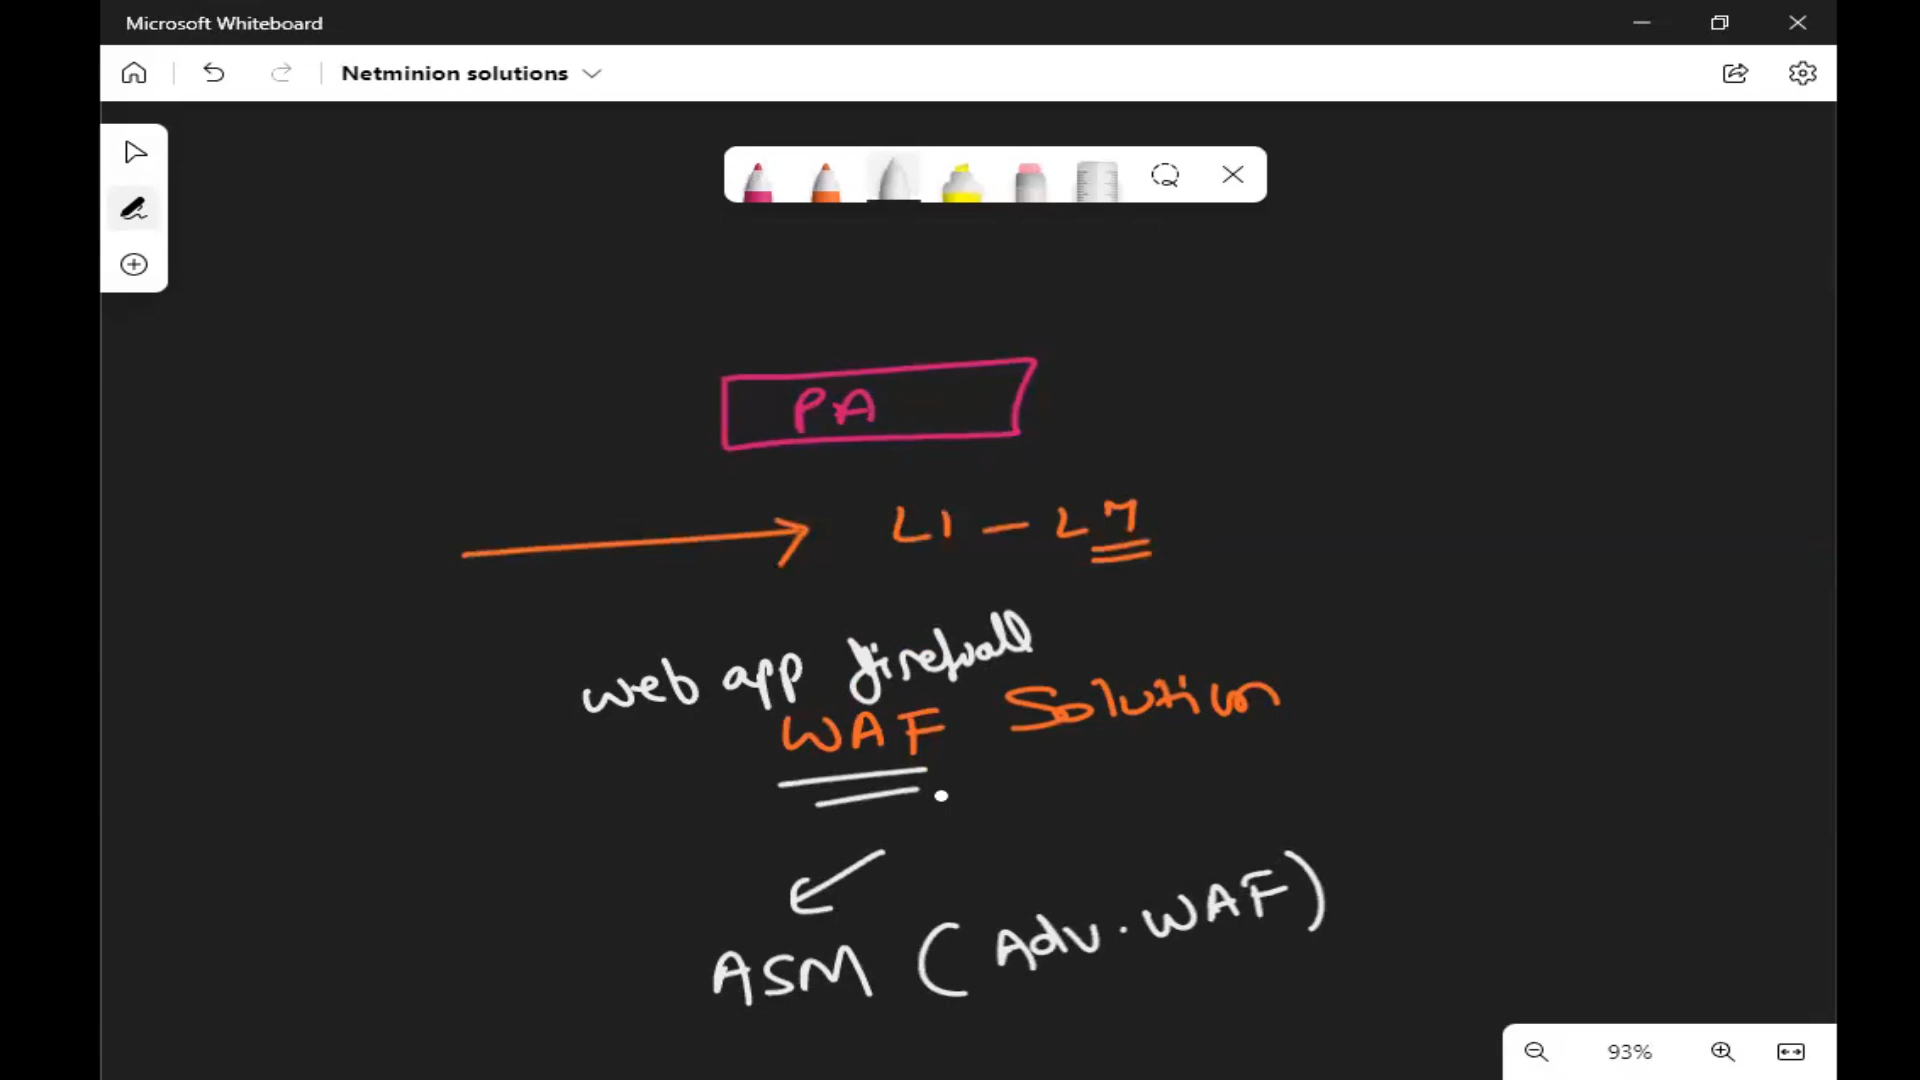 Microsoft Whiteboard
Netminion solutions
PA
L1 - L7
web app firewall
WAF Solution
ASM (Adv. WAF)
93%